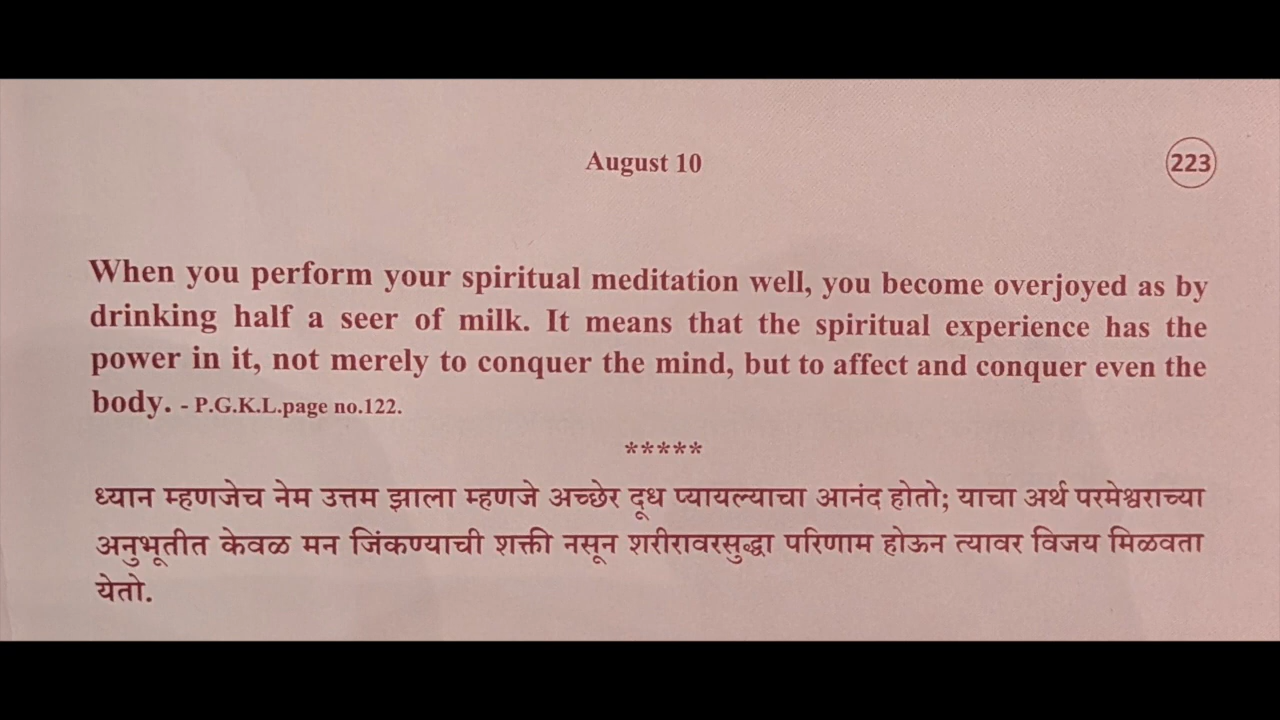 August 10
223
When you perform your spiritual meditation well, you become overjoyed as by
drinking half a seer of milk. It means that the spiritual experience has the
power in it, not merely to conquer the mind, but to affect and conquer even the
body. - P.G.K.L.page no.122.
*****
ध्यान म्हणजेच नेम उत्तम झाला म्हणजे अच्छेर दूध प्यायल्याचा आनंद होतो; याचा अर्थ परमेश्वराच्या
अनुभूतीत केवळ मन जिंकण्याची शक्ती नसून शरीरावरसुद्धा परिणाम होऊन त्यावर विजय मिळवता
येतो.